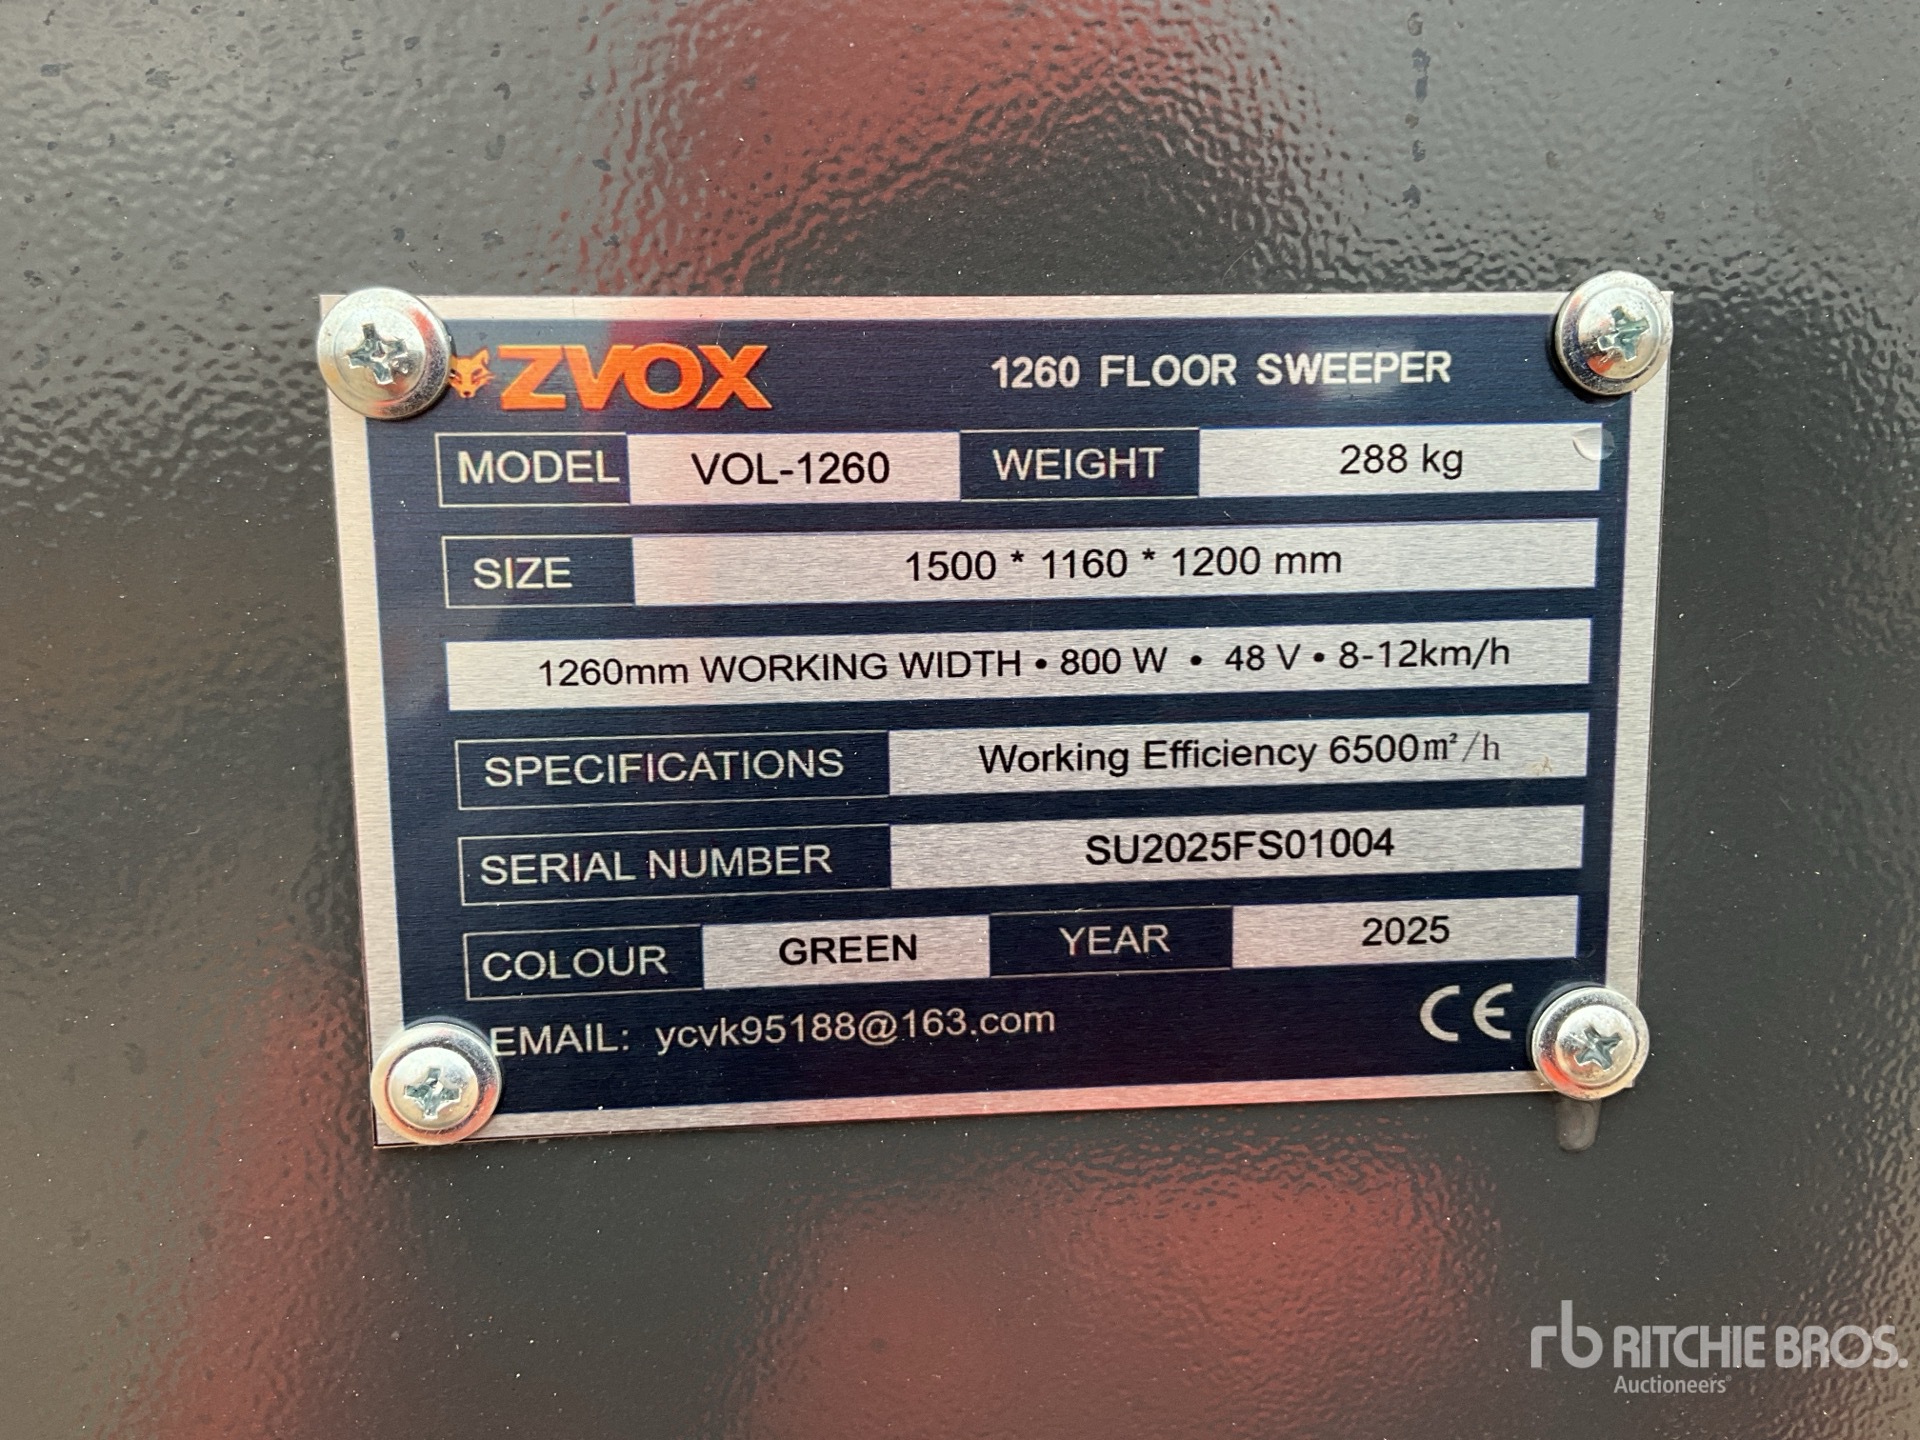 ZVOX 1260 FLOOR SWEEPER
MODEL VOL-1260 WEIGHT 288 kg
SIZE 1500 * 1160 * 1200 mm
1260mm WORKING WIDTH • 800 W • 48 V • 8-12km/h
SPECIFICATIONS Working Efficiency 6500m²/h
SERIAL NUMBER SU2025FS01004
COLOUR GREEN YEAR 2025
EMAIL: ycvk95188@163.com CE
rb RITCHIE BROS.
Auctioneers